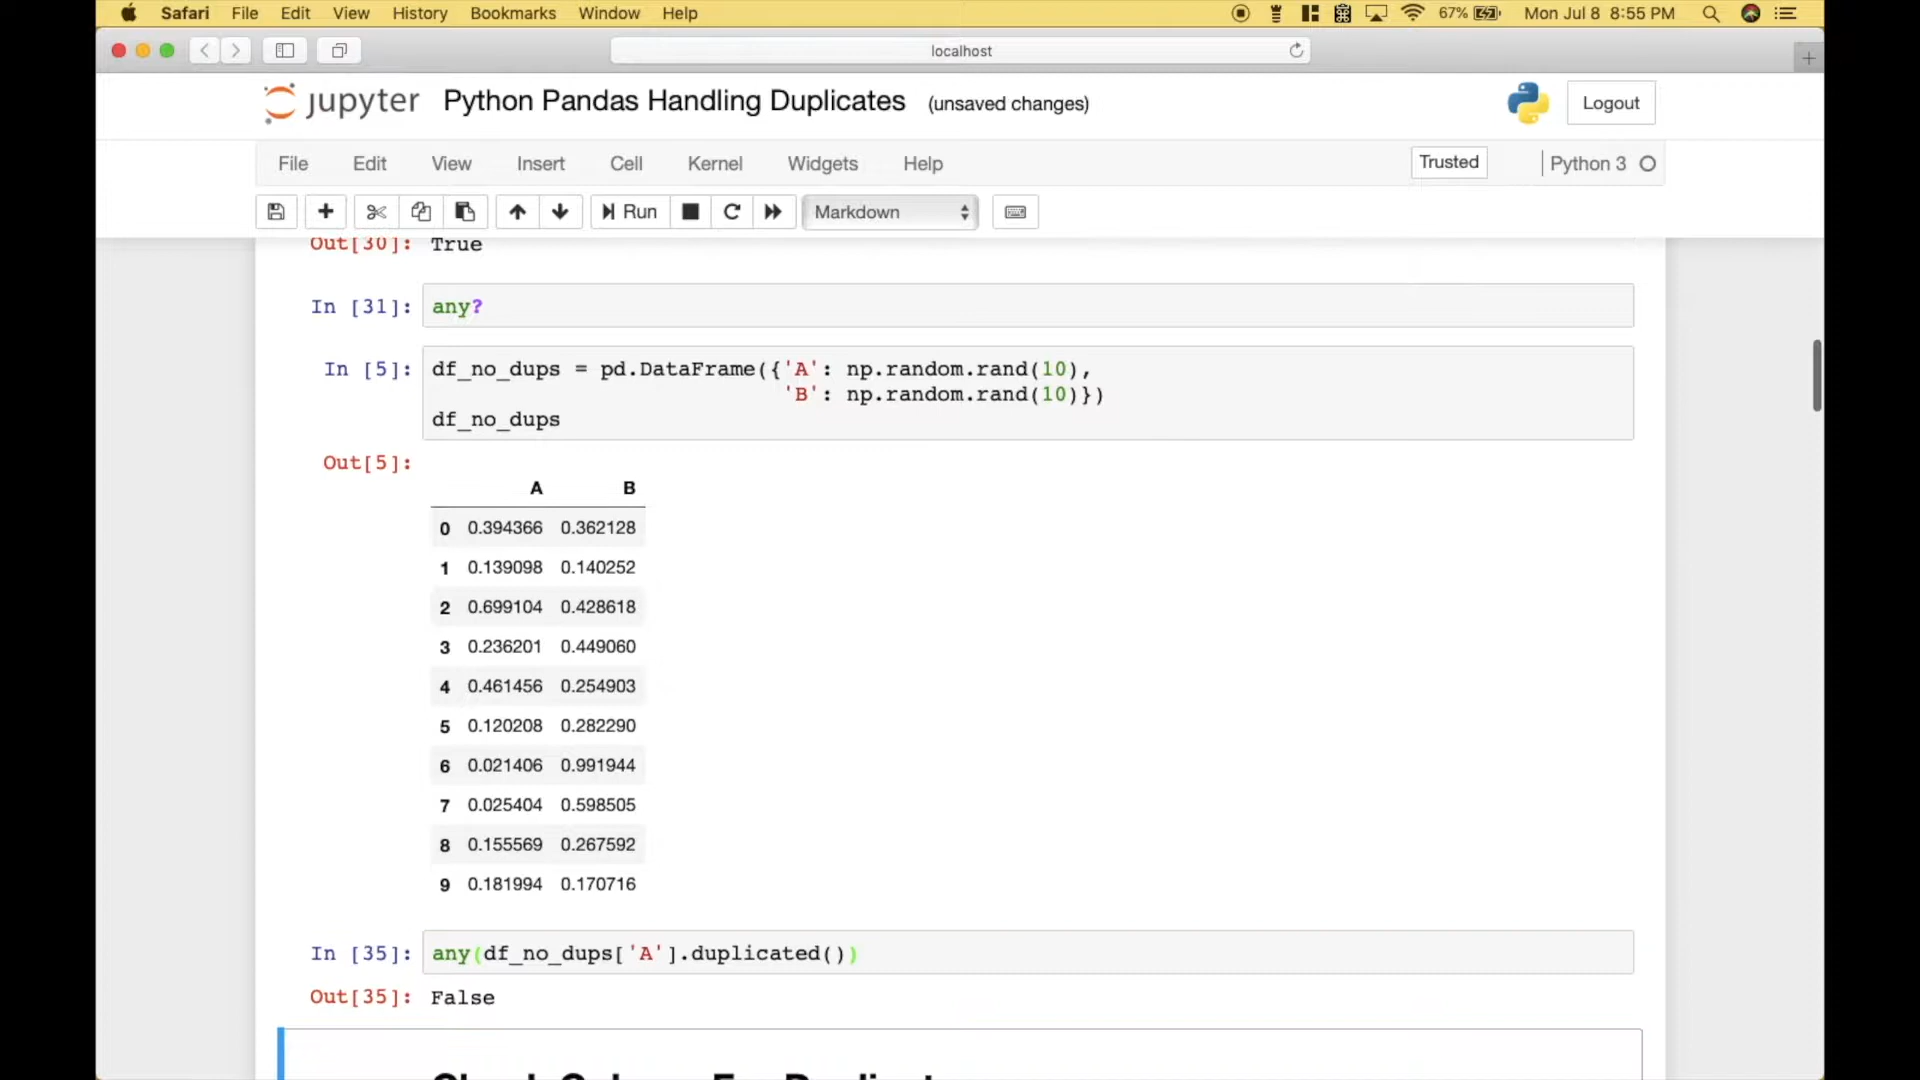 Safari File Edit View History Bookmarks Window Help 67% Mon Jul 8 8:55 PM
localhost
jupyter Python Pandas Handling Duplicates (unsaved changes) Logout
File Edit View Insert Cell Kernel Widgets Help Trusted Python 3
Run Markdown
Out[30]: True
In [31]: any?
In [5]: df_no_dups = pd.DataFrame({'A': np.random.rand(10),
'B': np.random.rand(10)})
df_no_dups
Out[5]:
A B
0 0.394366 0.362128
1 0.139098 0.140252
2 0.699104 0.428618
3 0.236201 0.449060
4 0.461456 0.254903
5 0.120208 0.282290
6 0.021406 0.991944
7 0.025404 0.598505
8 0.155569 0.267592
9 0.181994 0.170716
In [35]: any(df_no_dups['A'].duplicated())
Out[35]: False